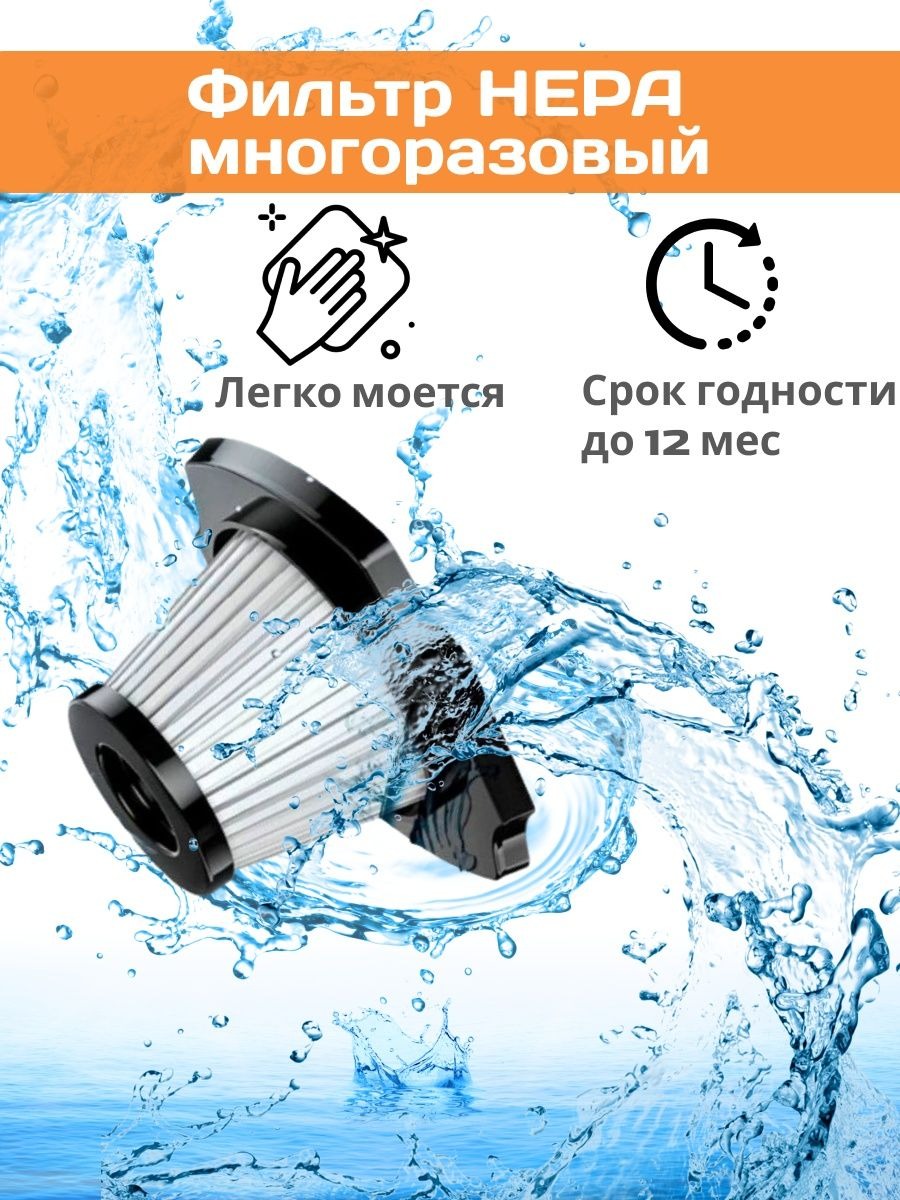 Фильтр HEPA
многоразовый
Легко моется
Срок годности
до 12 мес